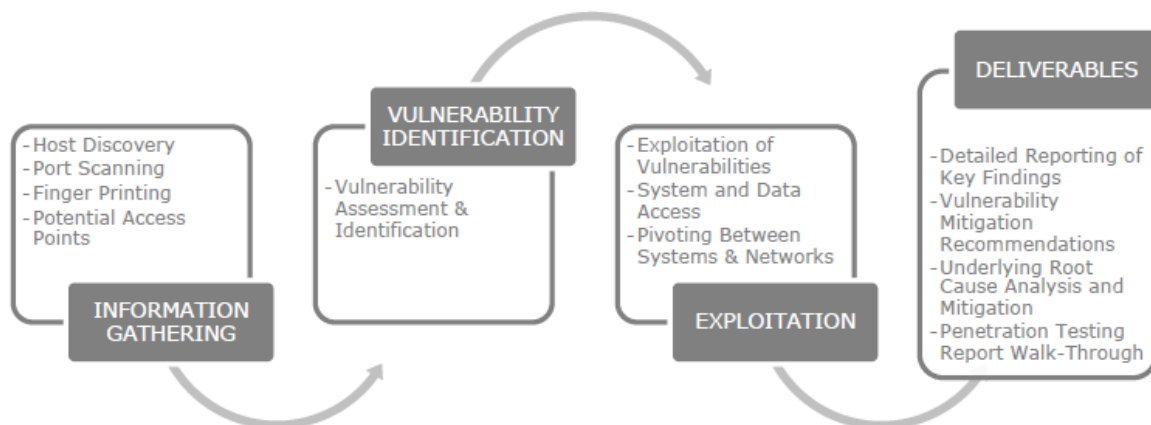 - Host Discovery
- Port Scanning
- Finger Printing
- Potential Access
Points
INFORMATION
GATHERING
VULNERABILITY
IDENTIFICATION
- Vulnerability
Assessment &
Identification
- Exploitation of
Vulnerabilities
- System and Data
Access
- Pivoting Between
Systems & Networks
EXPLOITATION
DELIVERABLES
- Detailed Reporting of
Key Findings
- Vulnerability
Mitigation
Recommendations
- Underlying Root
Cause Analysis and
Mitigation
- Penetration Testing
Report Walk-Through